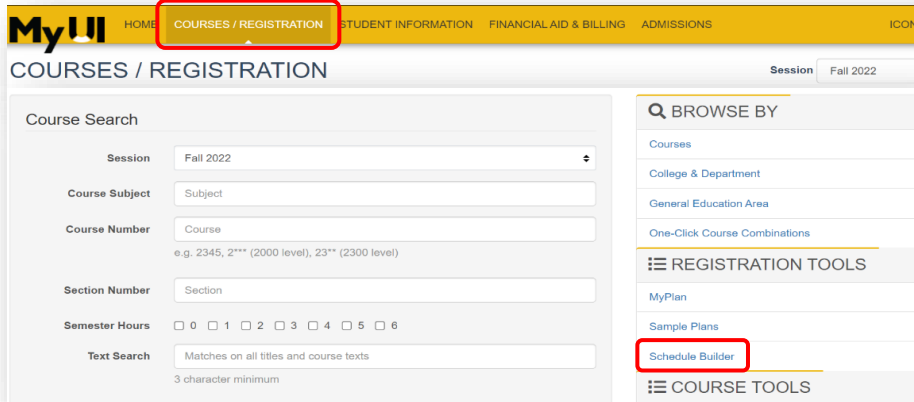 MyUI HOME COURSES / REGISTRATION STUDENT INFORMATION FINANCIAL AID & BILLING ADMISSIONS
COURSES / REGISTRATION
Session Fall 2022
Course Search
Session Fall 2022
Course Subject Subject
Course Number Course
e.g. 2345, 2*** (2000 level), 23** (2300 level)
Section Number Section
Semester Hours 0 1 2 3 4 5 6
Text Search Matches on all titles and course texts
3 character minimum
BROWSE BY
Courses
College & Department
General Education Area
One-Click Course Combinations
REGISTRATION TOOLS
MyPlan
Sample Plans
Schedule Builder
COURSE TOOLS